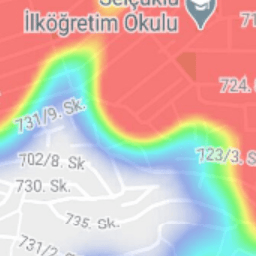 Selçuklu
İlköğretim Okulu
724.
731/9. Sk.
702/8. Sk
723/3. S
730. Sk.
735. Sk.
731/2.